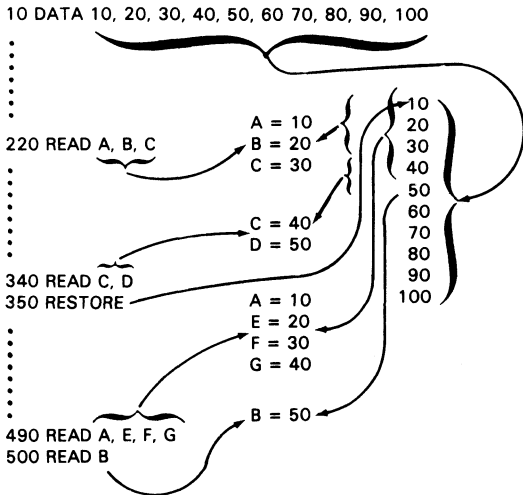 10 DATA 10, 20, 30, 40, 50, 60, 70, 80, 90, 100
220 READ A, B, C
A = 10
B = 20
C = 30
C = 40
D = 50
340 READ C, D
350 RESTORE
A = 10
E = 20
F = 30
G = 40
490 READ A, E, F, G
500 READ B
B = 50
10
20
30
40
50
60
70
80
90
100